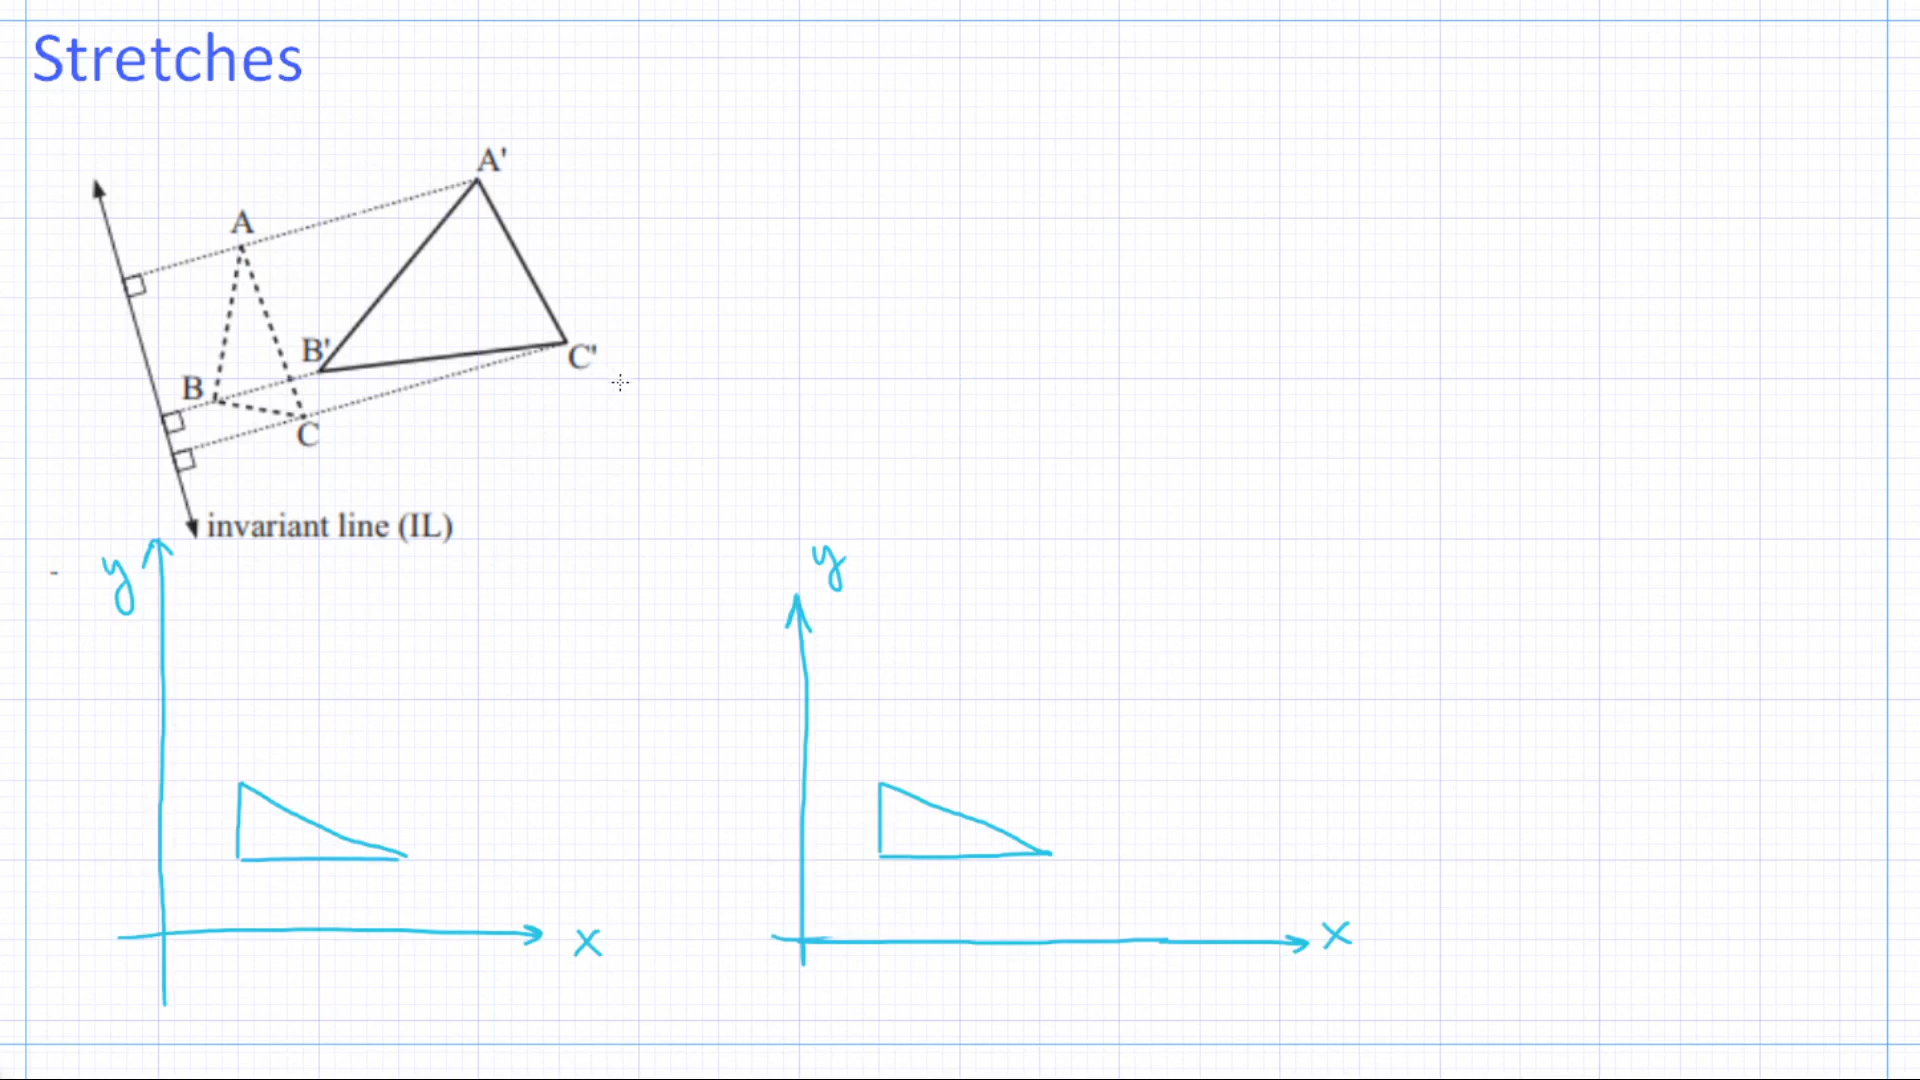 Stretches
A'
A
B'
C'
B
C
invariant line (IL)
y
y
x
x